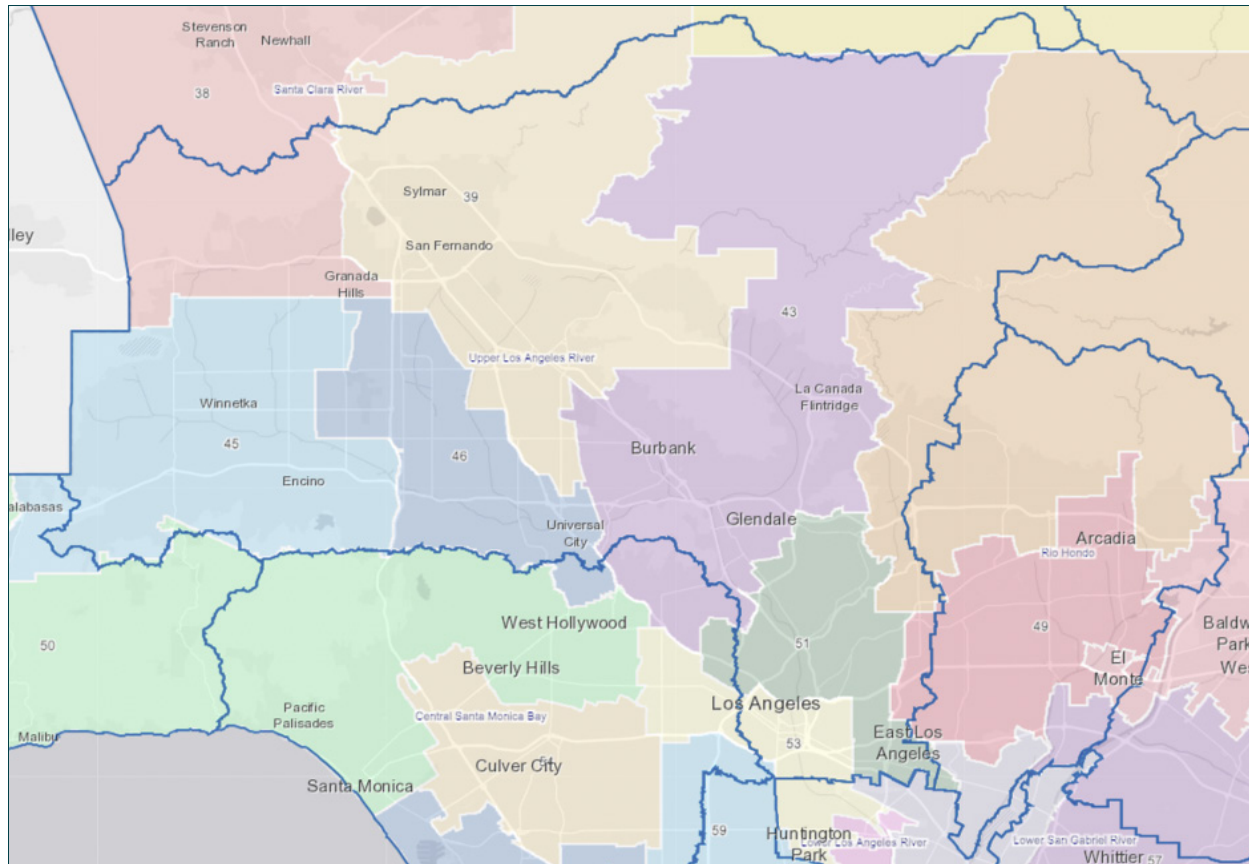 Stevenson
Ranch
Newhall
38
Santa Clara River
Sylmar
39
lley
San Fernando
Granada
Hills
43
Upper Los Angeles River
La Canada
Flintridge
Winnetka
45
Burbank
46
Encino
alabasas
Universal
City
Glendale
Arcadia
Rio Hondo
50
West Hollywood
51
49
Baldw
Park
Wes
Beverly Hills
El
Monte
Pacific
Palisades
Central Santa Monica Bay
Los Angeles
Malibu
53
East Los
Angeles
54
Culver City
Santa Monica
59
Huntington
Park
Lower Los Angeles River
Lower San Gabriel River
Whittier
57